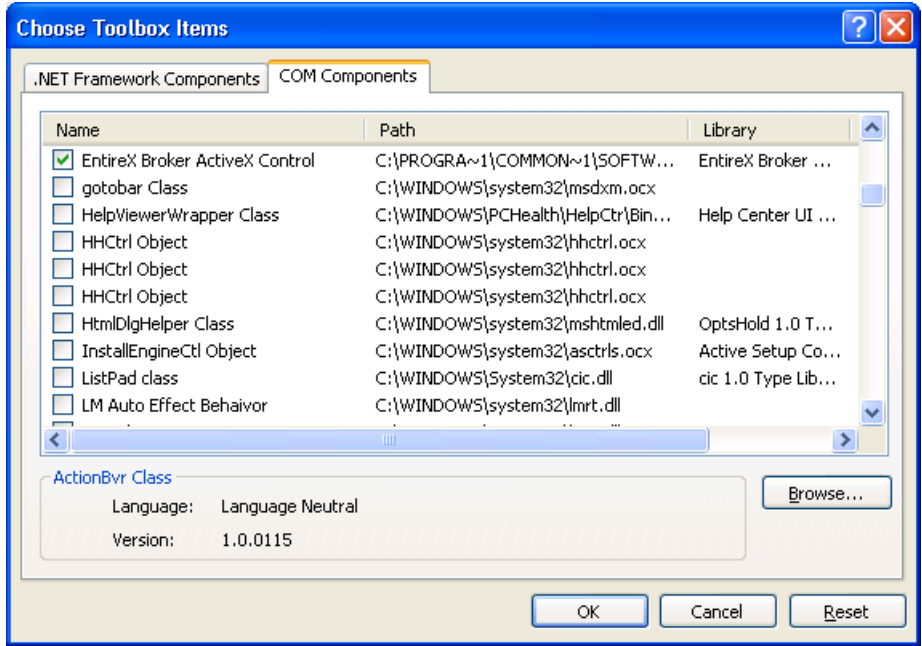 Choose Toolbox Items
.NET Framework Components COM Components
Name Path Library
EntireX Broker ActiveX Control C:\PROGRA~1\COMMON~1\SOFTW... EntireX Broker ...
gotobar Class C:\WINDOWS\system32\msdxm.ocx
HelpViewerWrapper Class C:\WINDOWS\PCHealth\HelpCtr\Bin... Help Center UI ...
HHCtrl Object C:\WINDOWS\system32\hhctrl.ocx
HHCtrl Object C:\WINDOWS\system32\hhctrl.ocx
HHCtrl Object C:\WINDOWS\system32\hhctrl.ocx
HtmlDlgHelper Class C:\WINDOWS\system32\mshtmled.dll OptsHold 1.0 T...
InstallEngineCtl Object C:\WINDOWS\system32\asctrls.ocx Active Setup Co...
ListPad class C:\WINDOWS\System32\cic.dll cic 1.0 Type Lib...
LM Auto Effect Behaivor C:\WINDOWS\system32\lmrt.dll
ActionBvr Class
Language: Language Neutral
Version: 1.0.0115
Browse...
OK Cancel Reset